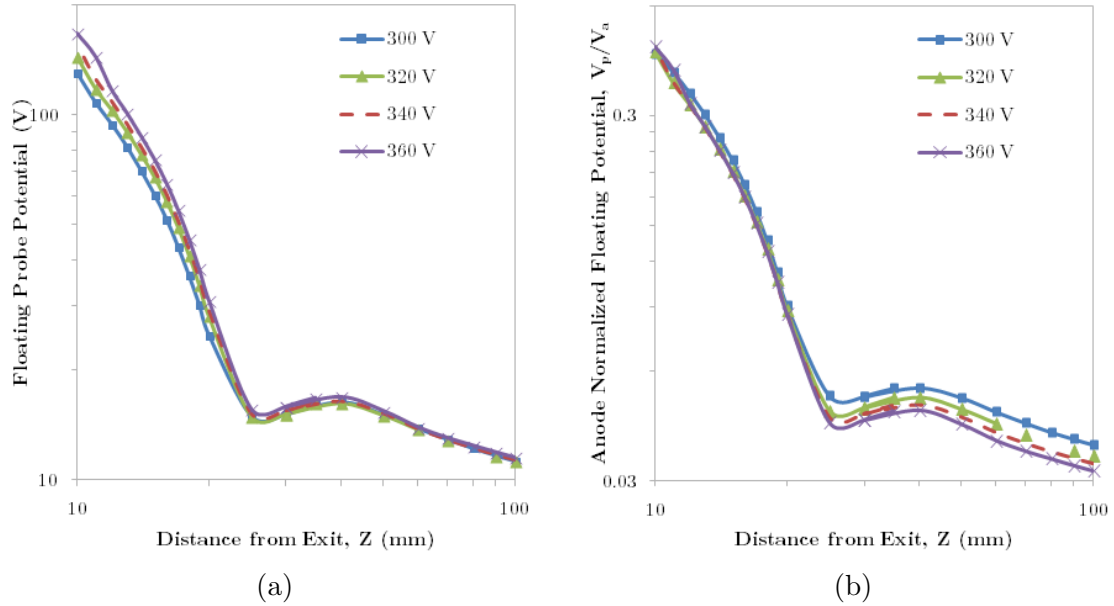 Floating Probe Potential (V)
100
10
10
100
Distance from Exit, Z (mm)
300 V
320 V
340 V
360 V
(a)
Anode Normalized Floating Potential, Vₚ/Vₐ
0.3
0.03
10
100
Distance from Exit, Z (mm)
300 V
320 V
340 V
360 V
(b)